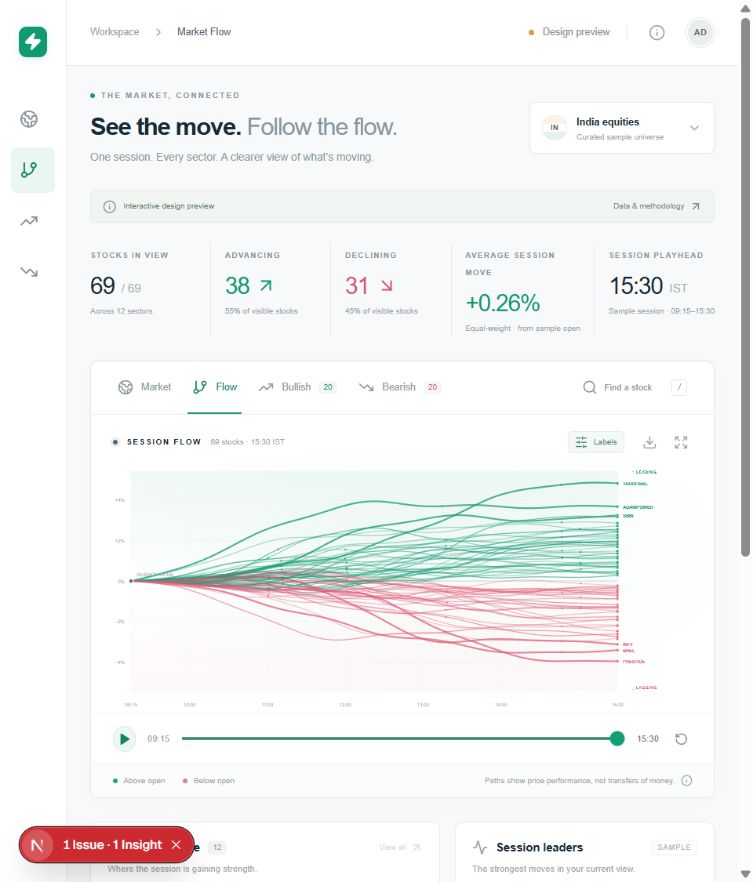 Workspace > Market Flow
Design preview
AD
THE MARKET, CONNECTED
See the move. Follow the flow.
One session. Every sector. A clearer view of what's moving.
IN
India equities
Curated sample universe
Interactive design preview
Data & methodology
STOCKS IN VIEW
69 / 69
Across 12 sectors
ADVANCING
38
55% of visible stocks
DECLINING
31
45% of visible stocks
AVERAGE SESSION
MOVE
+0.26%
Equal-weight · from sample open
SESSION PLAYHEAD
15:30 IST
Sample session · 09:15–15:30
Market
Flow
Bullish 20
Bearish 20
Find a stock /
SESSION FLOW 69 stocks · 15:30 IST
Labels
LEADING
+4%
+2%
0%
-2%
-4%
LAGGING
09:15 10:00 11:00 12:00 13:00 14:00 15:30
09:15
15:30
Above open
Below open
Paths show price performance, not transfers of money.
N 1 Issue · 1 Insight ×
12
View all
Where the session is gaining strength.
Session leaders
SAMPLE
The strongest moves in your current view.